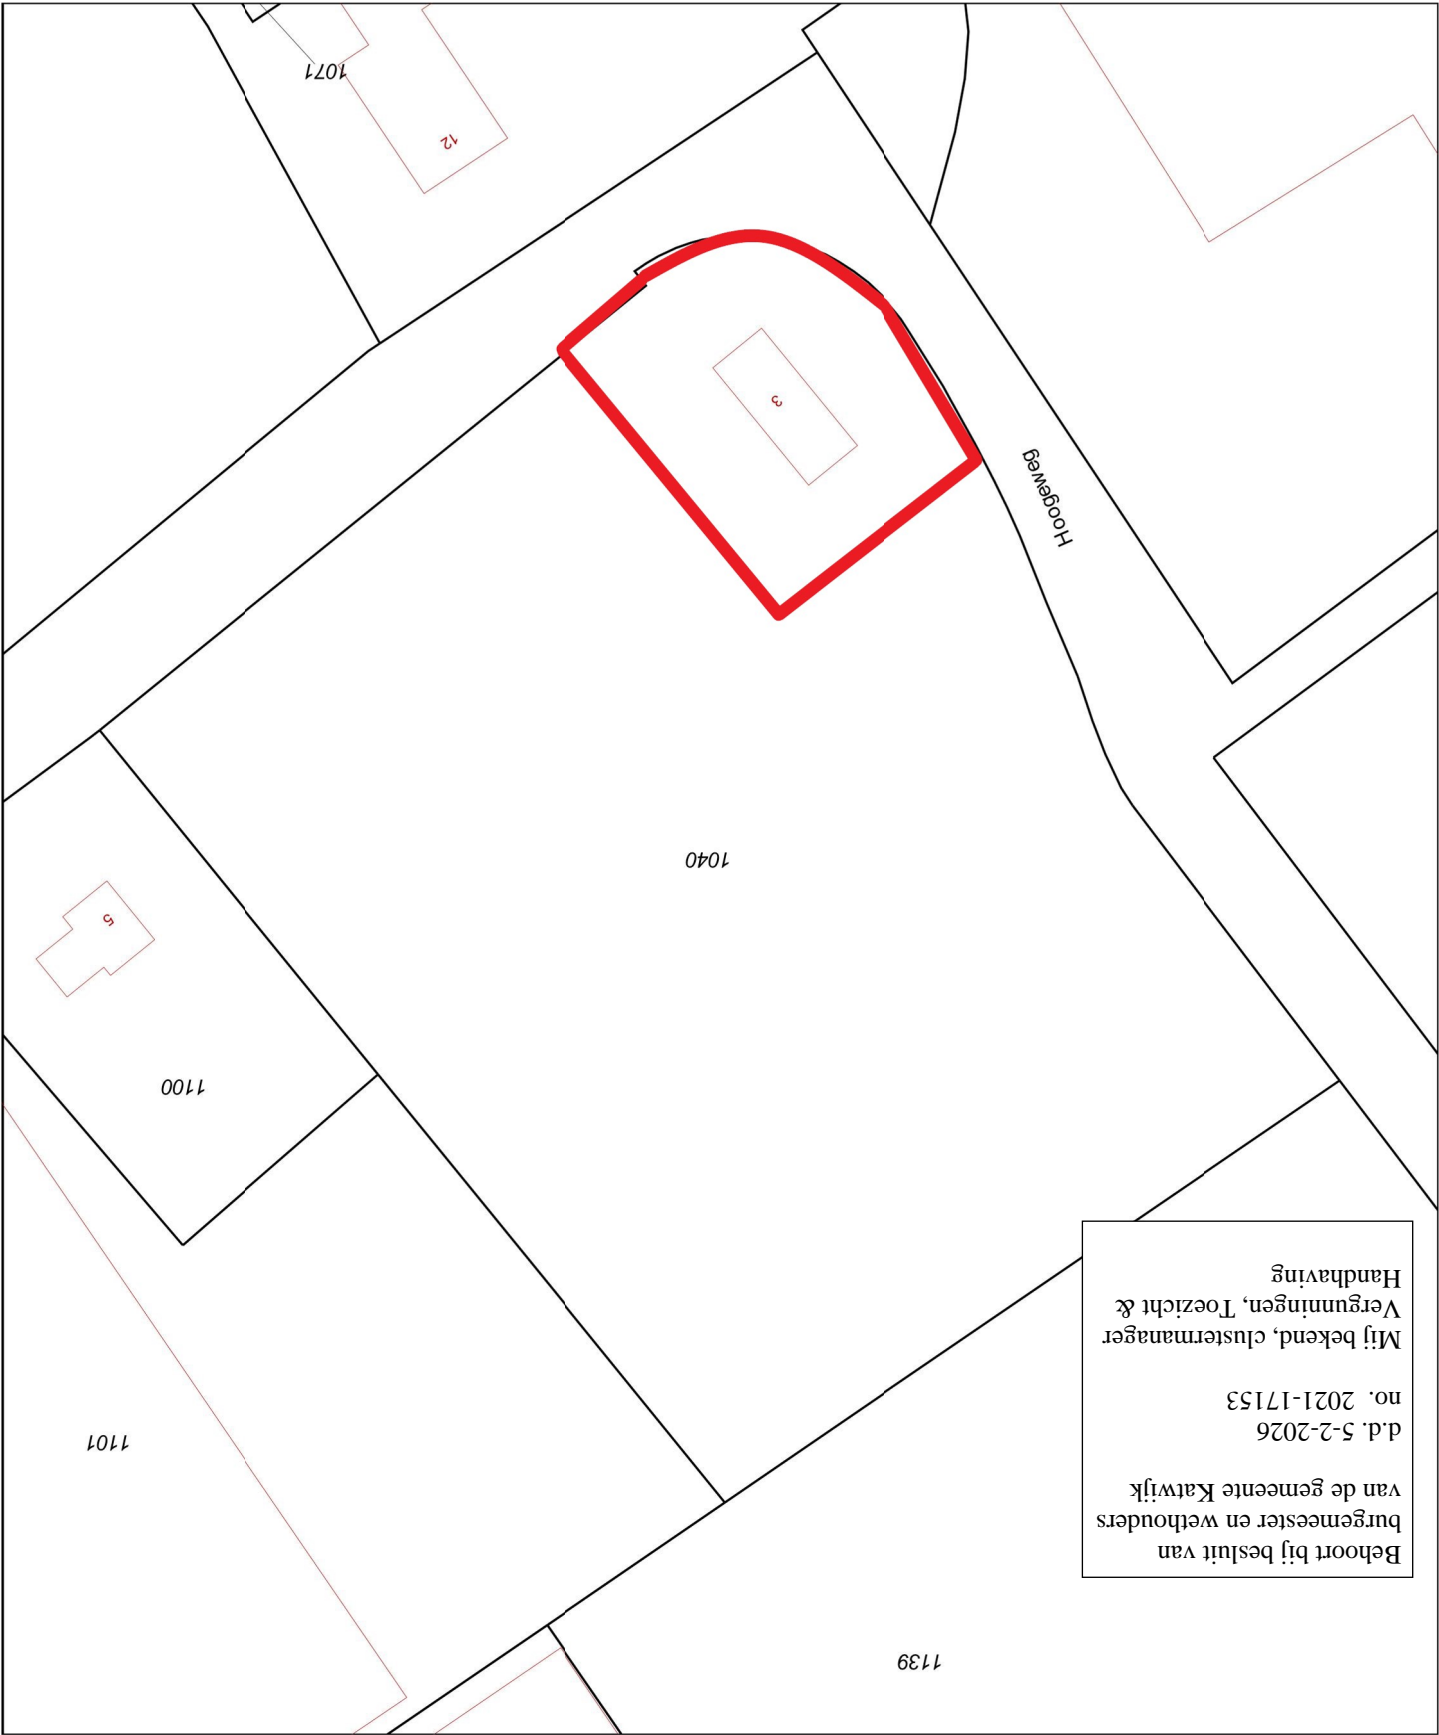 Behoort bij besluit van
burgemeester en wethouders
van de gemeente Katwijk
d.d. 5-2-2026
no. 2021-17153
Mij bekend, clustermanager
Vergunningen, Toezicht &
Handhaving
1139
1101
1100
5
1040
Hoogeweg
3
12
1071